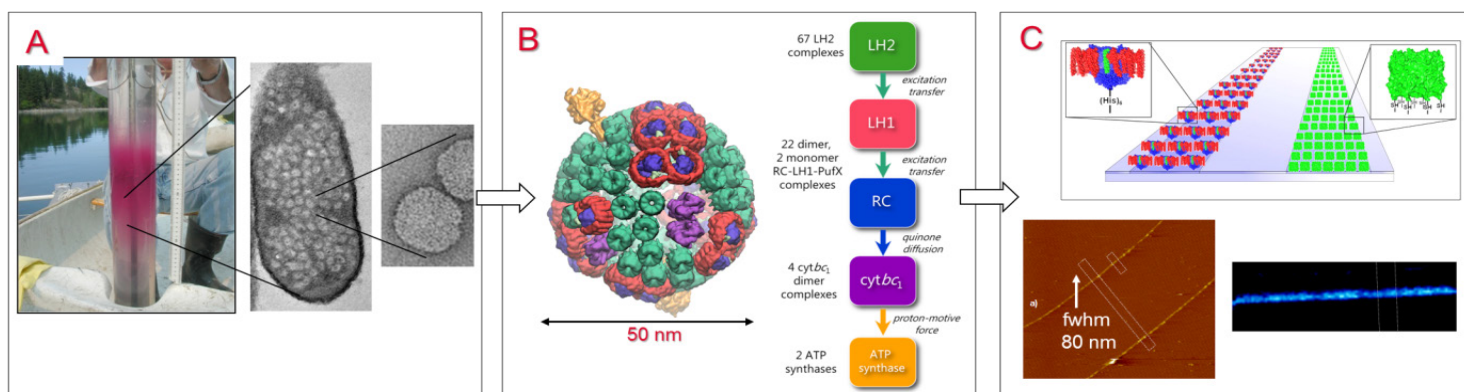 A
B
67 LH2
complexes
LH2
excitation
transfer
LH1
22 dimer,
2 monomer
RC-LH1-PufX
complexes
excitation
transfer
RC
quinone
diffusion
4 cytbc₁
dimer
complexes
cytbc₁
proton-motive
force
2 ATP
synthases
ATP
synthase
50 nm
C
(His)₄
SH SH SH SH
a)
fwhm
80 nm